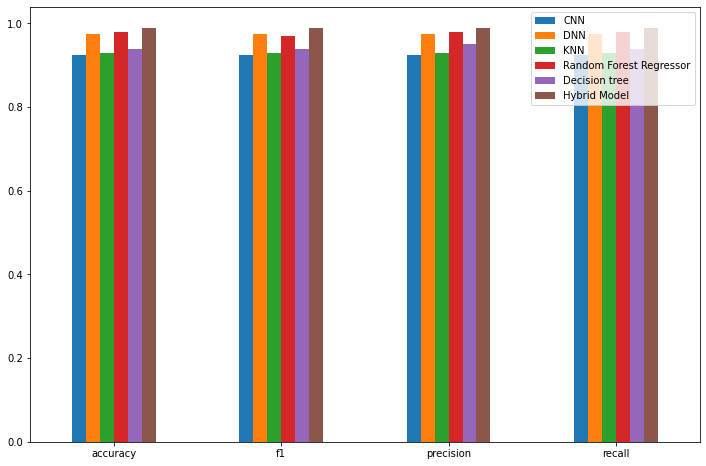 1.0
0.8
0.6
0.4
0.2
0.0
CNN
DNN
KNN
Random Forest Regressor
Decision tree
Hybrid Model
accuracy f1 precision recall